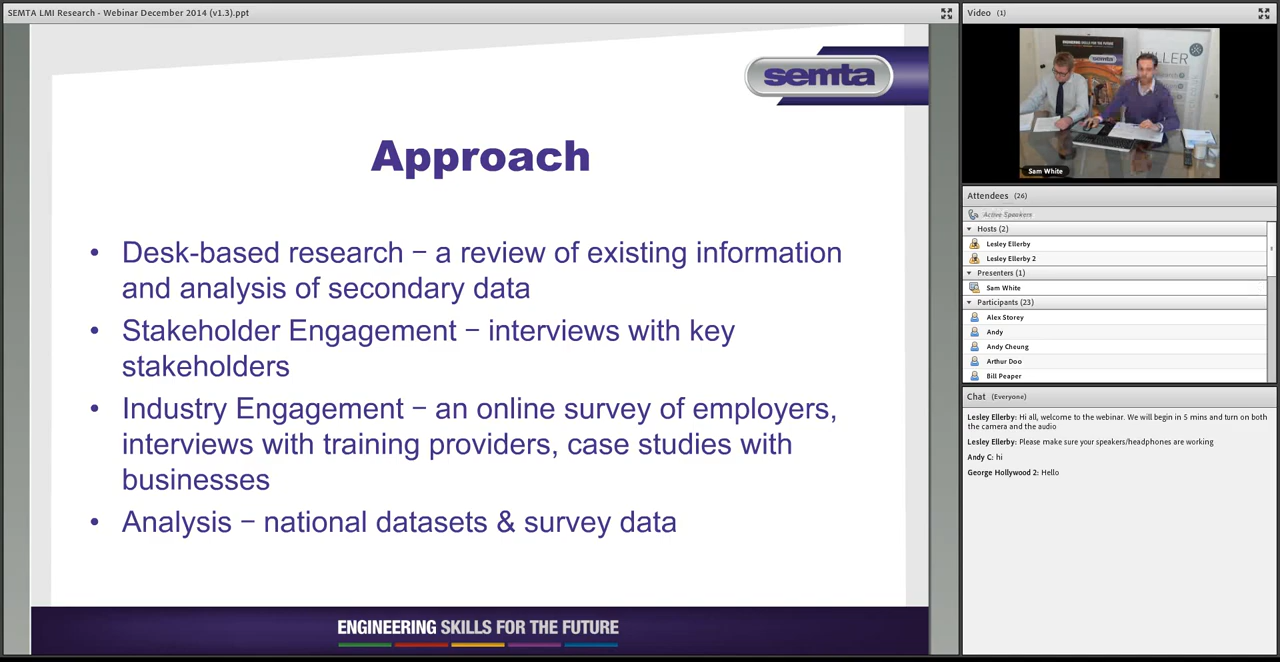 SEMTA LMI Research - Webinar December 2014 (v1.3).ppt
semta
Approach
• Desk-based research – a review of existing information
and analysis of secondary data
• Stakeholder Engagement – interviews with key
stakeholders
• Industry Engagement – an online survey of employers,
interviews with training providers, case studies with
businesses
• Analysis – national datasets & survey data
ENGINEERING SKILLS FOR THE FUTURE
Video (1)
ENGINEERING SKILLS FOR THE FUTURE
semta
Sam White
Attendees (26)
Active Speakers
Hosts (2)
Lesley Ellerby
Lesley Ellerby 2
Presenters (1)
Sam White
Participants (23)
Alex Storey
Andy
Andy Cheung
Arthur Doo
Bill Peaper
Chat (Everyone)
Lesley Ellerby: Hi all, welcome to the webinar. We will begin in 5 mins and turn on both
the camera and the audio
Lesley Ellerby: Please make sure your speakers/headphones are working
Andy C: hi
George Hollywood 2: Hello